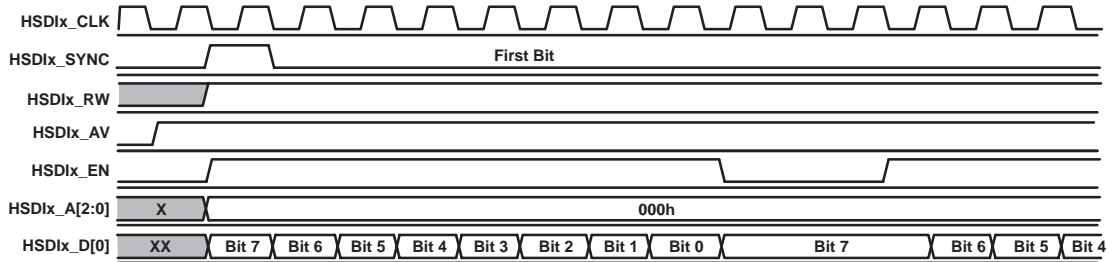 HSDIx_CLK
HSDIx_SYNC First Bit
HSDIx_RW
HSDIx_AV
HSDIx_EN
HSDIx_A[2:0] X 000h
HSDIx_D[0] XX Bit 7 Bit 6 Bit 5 Bit 4 Bit 3 Bit 2 Bit 1 Bit 0 Bit 7 Bit 6 Bit 5 Bit 4